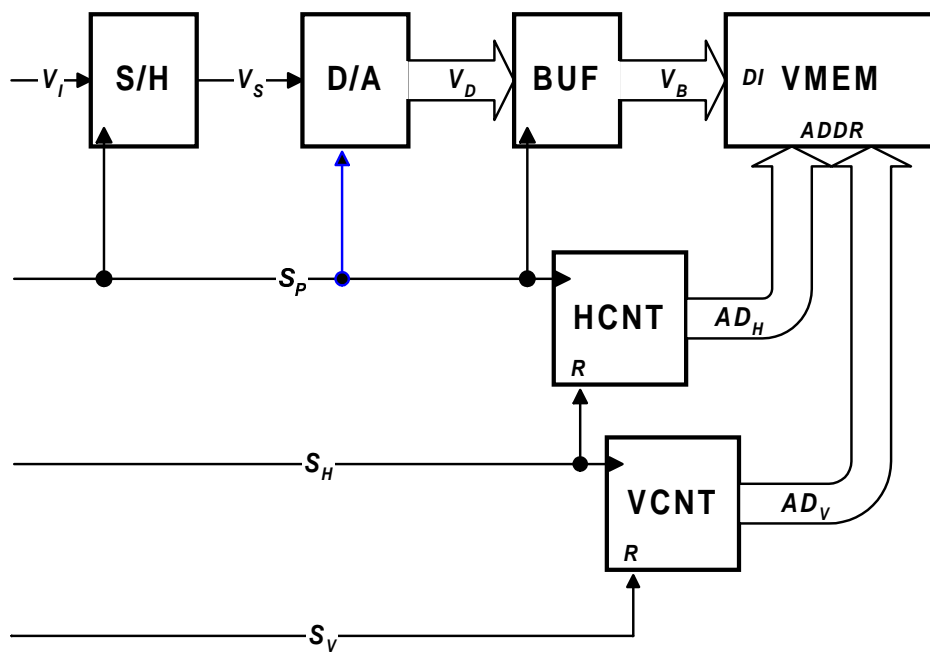 V_I S/H V_S D/A V_D BUF V_B DI VMEM
ADDR
S_P
HCNT AD_H
R
S_H
VCNT AD_V
R
S_V